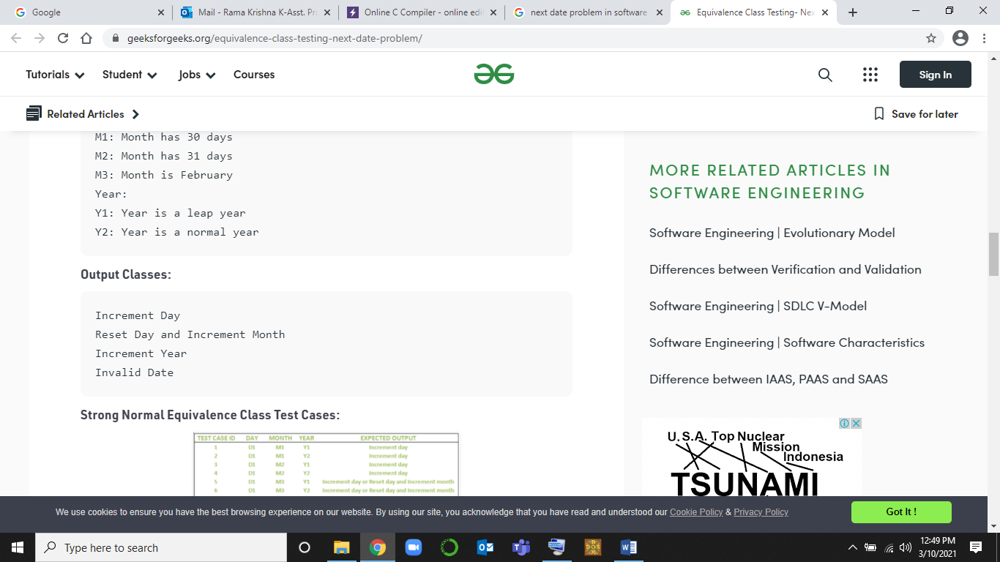 Google
Mail - Rama Krishna K-Asst. Pr
Online C Compiler - online edi
next date problem in software
Equivalence Class Testing- Nex
geeksforgeeks.org/equivalence-class-testing-next-date-problem/
Tutorials Student Jobs Courses
Sign In
Related Articles
Save for later
M1: Month has 30 days
M2: Month has 31 days
M3: Month is February
Year:
Y1: Year is a leap year
Y2: Year is a normal year
Output Classes:
Increment Day
Reset Day and Increment Month
Increment Year
Invalid Date
Strong Normal Equivalence Class Test Cases:
TEST CASE ID DAY MONTH YEAR EXPECTED OUTPUT
1 D1 M1 Y1 Increment day
2 D1 M1 Y2 Increment day
3 D1 M2 Y1 Increment day
4 D1 M2 Y2 Increment day
5 D1 M3 Y1 Increment day or Reset day and Increment month
6 D1 M3 Y2 Increment day or Reset day and Increment month
MORE RELATED ARTICLES IN
SOFTWARE ENGINEERING
Software Engineering | Evolutionary Model
Differences between Verification and Validation
Software Engineering | SDLC V-Model
Software Engineering | Software Characteristics
Difference between IAAS, PAAS and SAAS
U.S.A. Top Nuclear
Mission
Indonesia
TSUNAMI
We use cookies to ensure you have the best browsing experience on our website. By using our site, you acknowledge that you have read and understood our Cookie Policy & Privacy Policy
Got It !
Type here to search
12:49 PM
3/10/2021